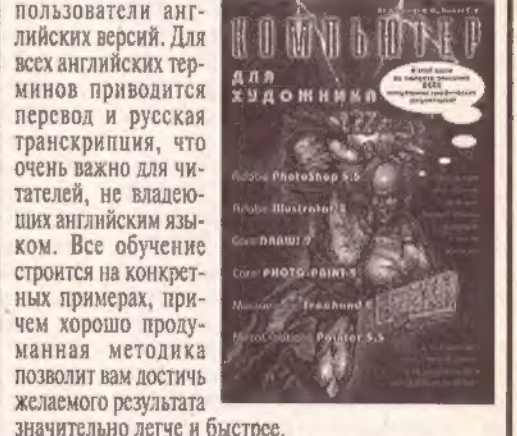 пользователи анг-
лийских версий. Для
всех английских тер-
минов приводится
перевод и русская
транскрипция, что
очень важно для чи-
тателей, не владею-
щих английским язы-
ком. Все обучение
строится на конкрет-
ных примерах, при-
чем хорошо проду-
манная методика
позволит вам достичь
желаемого результата
значительно легче и быстрее.
КОМПЬЮТЕР
ДЛЯ
ХУДОЖНИКА
Adobe PhotoShop 5.5
Adobe Illustrator 8
Corel DRAW! 9
Corel PHOTO-PAINT 9
Macromedia FreeHand 8
MetaCreations Painter 5.5